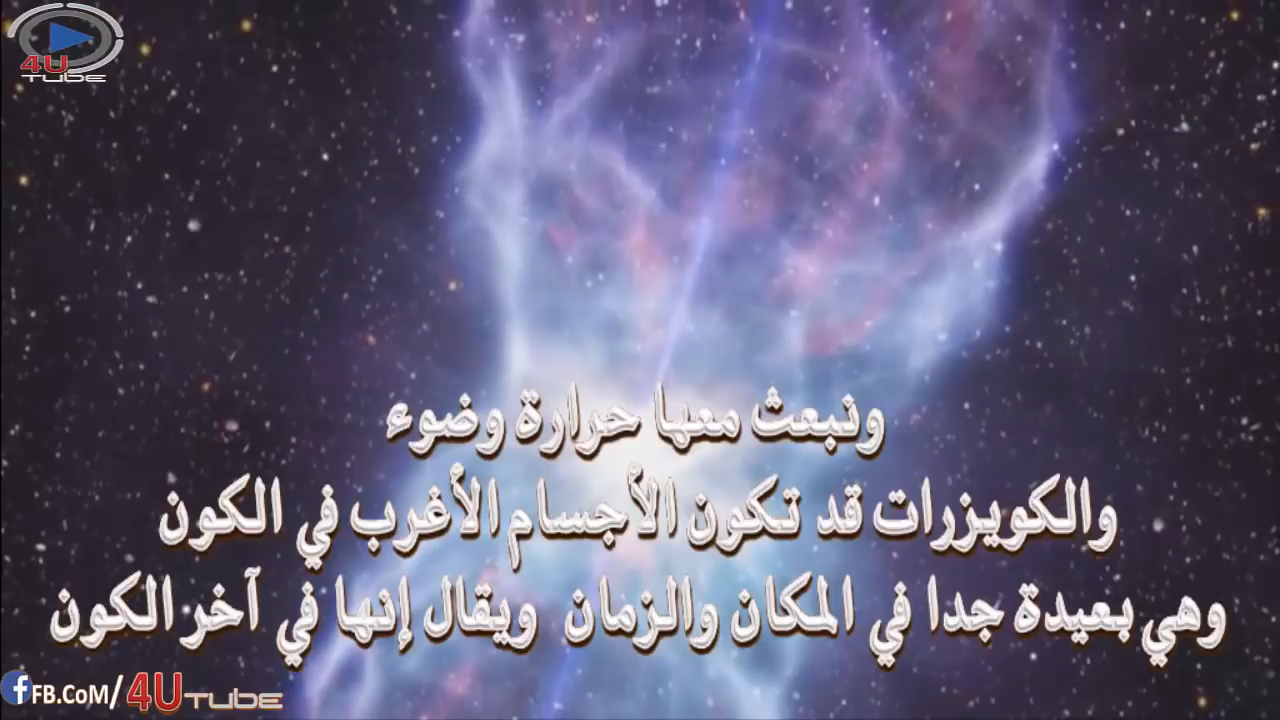 4U
TUBE
ونبعث معها حرارة وضوء
والكويزرات قد تكون الأجسام الأغرب في الكون
وهي بعيدة جدا في المكان والزمان ويقال إنها في آخر الكون
f FB.COM/4UTUBE